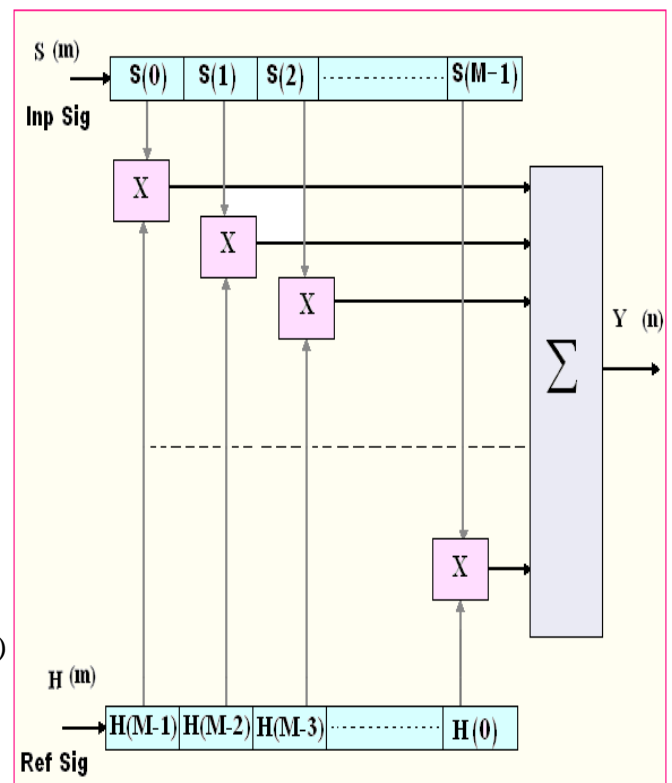 S (m)
S(0) S(1) S(2) S(M-1)
Inp Sig
X
X
X
Y (n)
∑
X
)
H (m)
H(M-1) H(M-2) H(M-3) H(0)
Ref Sig